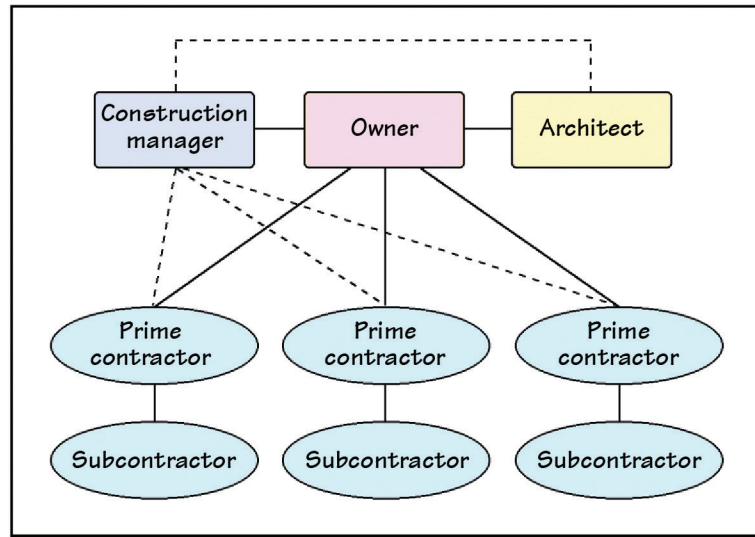 Construction
manager
Owner
Architect
Prime
contractor
Prime
contractor
Prime
contractor
Subcontractor
Subcontractor
Subcontractor